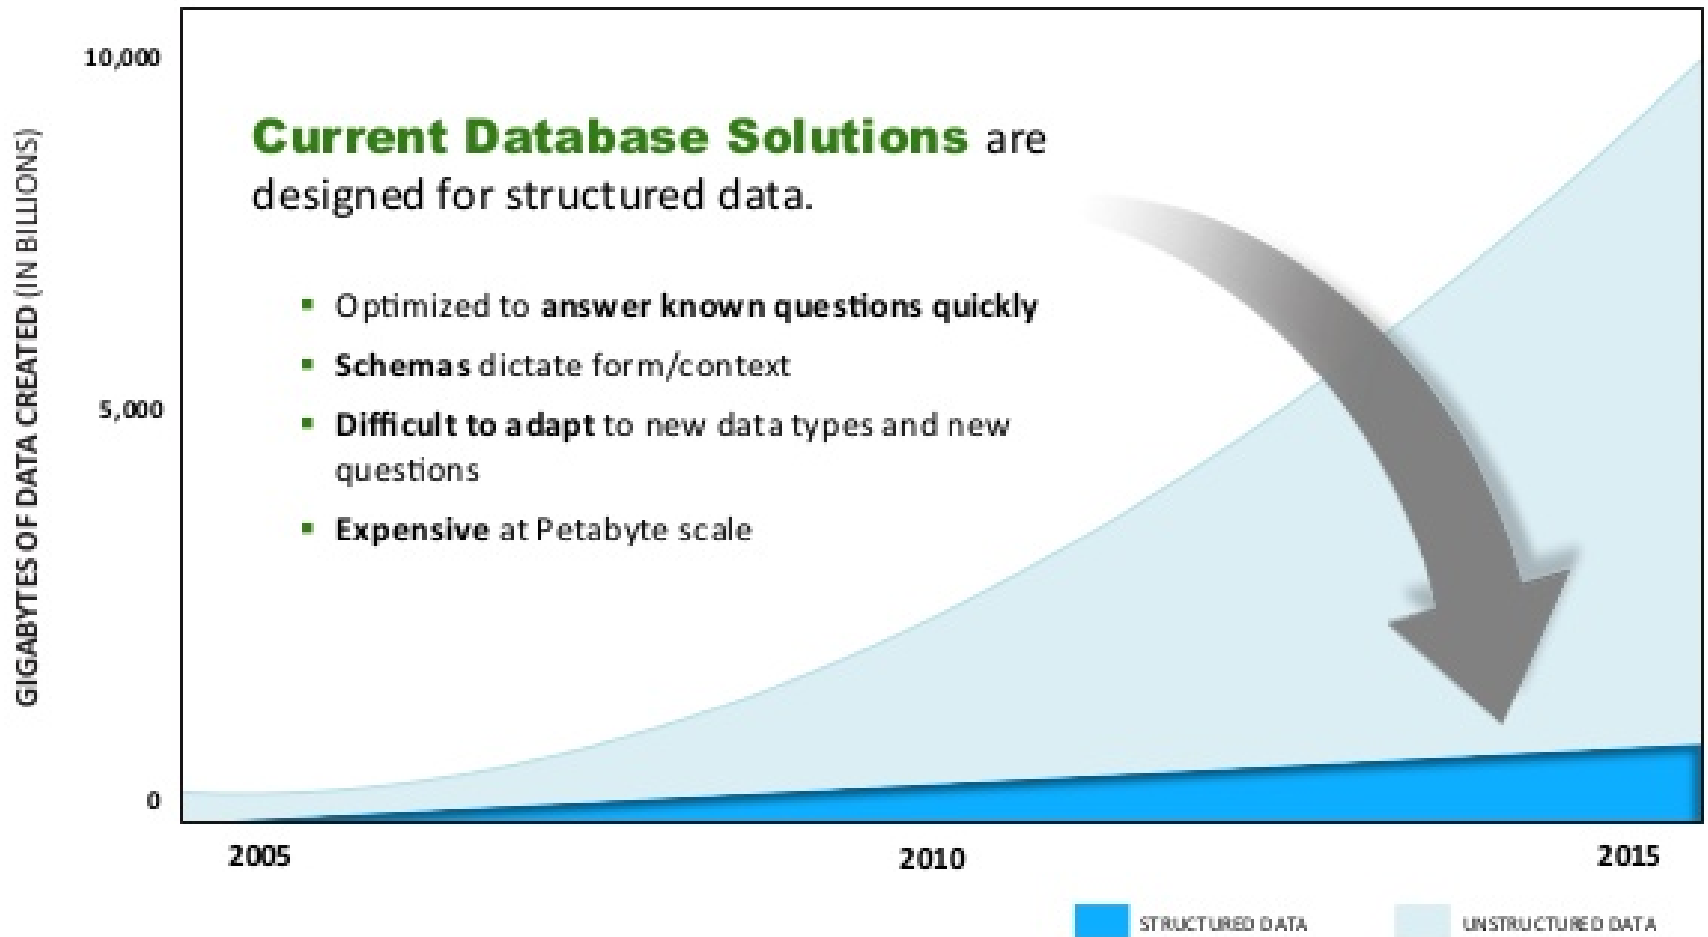 10,000
Current Database Solutions are
designed for structured data.
Optimized to answer known questions quickly
Schemas dictate form/context
5,000
Difficult to adapt to new data types and new
questions
Expensive at Petabyte scale
GIGABYTES OF DATA CREATED (IN BILLIONS)
0
2005 2010 2015
STRUCTURED DATA UNSTRUCTURED DATA